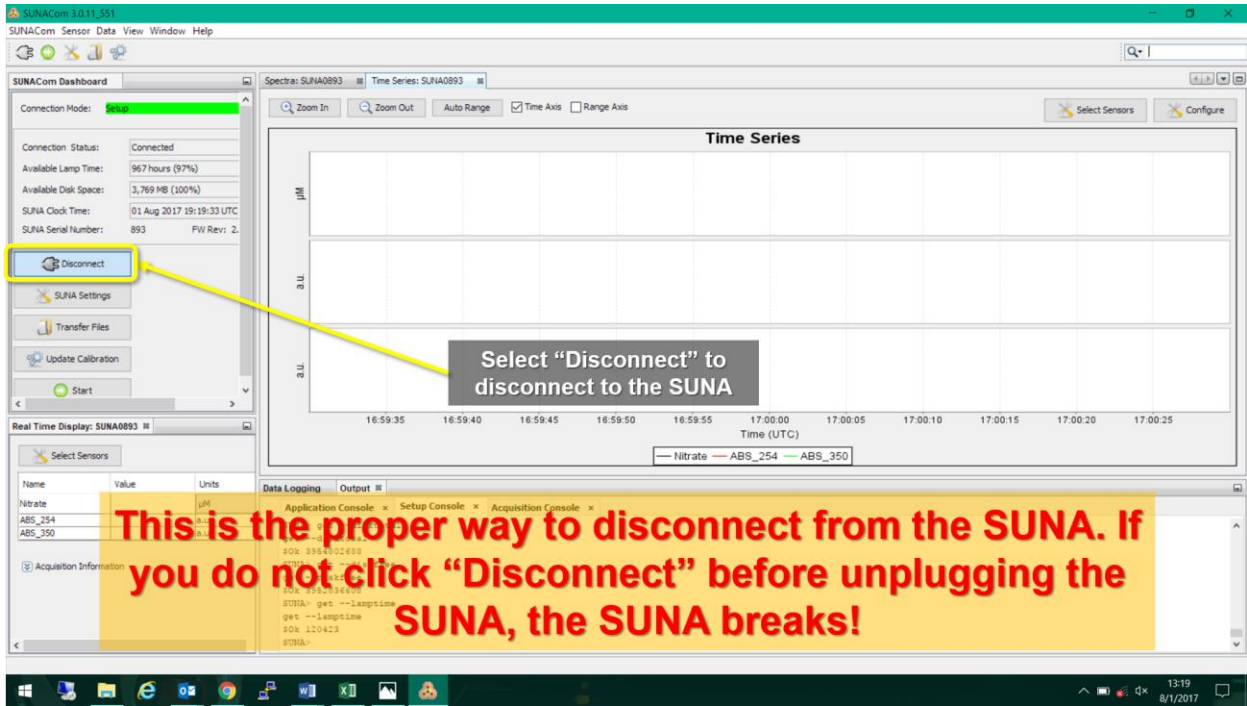 SUNACom 3.0.11_551
SUNACom Sensor Data View Window Help
SUNACom Dashboard
Connection Mode: Setup
Connection Status: Connected
Available Lamp Time: 967 hours (97%)
Available Disk Space: 3,769 MB (100%)
SUNA Clock Time: 01 Aug 2017 19:19:33 UTC
SUNA Serial Number: 893 FW Rev: 2.
Disconnect
SUNA Settings
Transfer Files
Update Calibration
Start
Real Time Display: SUNA0893
Select Sensors
Name Value Units
Nitrate µM
ABS_254 a.u.
ABS_350 a.u.
Acquisition Information
Spectra: SUNA0893 Time Series: SUNA0893
Zoom In Zoom Out Auto Range Time Axis Range Axis Select Sensors Configure
Time Series
µM
a.u.
a.u.
Select “Disconnect” to
disconnect to the SUNA
16:59:35 16:59:40 16:59:45 16:59:50 16:59:55 17:00:00 17:00:05 17:00:10 17:00:15 17:00:20 17:00:25
Time (UTC)
Nitrate ABS_254 ABS_350
Data Logging Output
Application Console Setup Console Acquisition Console
SUNA> get --lamptime
get --lamptime
$Ok 120423
SUNA>
This is the proper way to disconnect from the SUNA. If
you do not click “Disconnect” before unplugging the
SUNA, the SUNA breaks!
13:19
8/1/2017